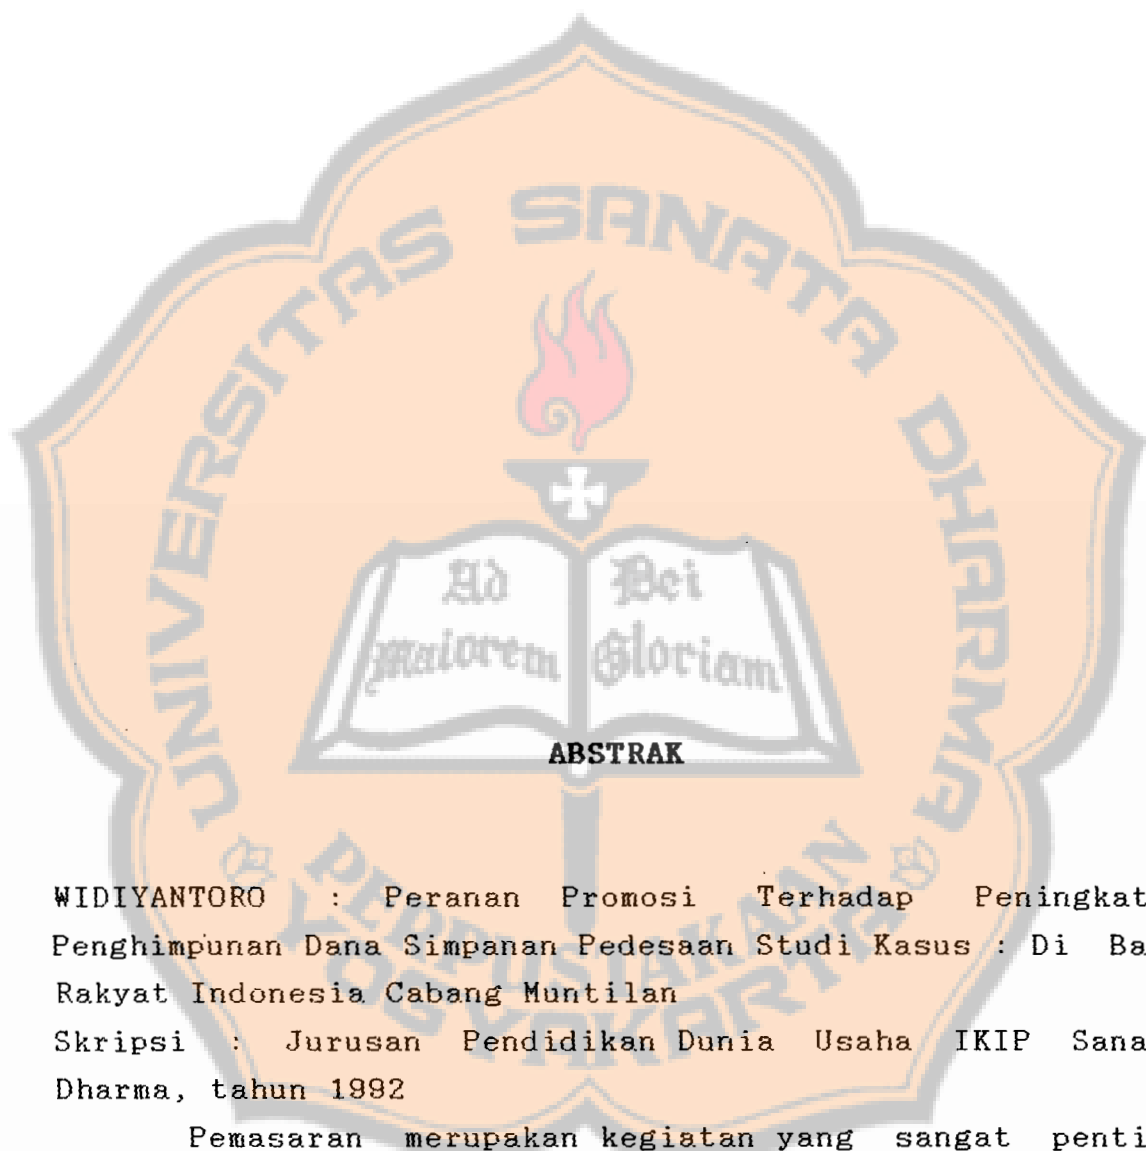 UNIVERSITAS SANATA DHARMA
Ad Dei
maiorem Gloriam
ABSTRAK
WIDIYANTORO : Peranan Promosi Terhadap Peningkat
Penghimpunan Dana Simpanan Pedesaan Studi Kasus : Di Ba
Rakyat Indonesia Cabang Muntilan
Skripsi : Jurusan Pendidikan Dunia Usaha IKIP Sana
Dharma, tahun 1992
Pemasaran merupakan kegiatan yang sangat penti
PERPUSTAKAAN
YOGYAKARTA